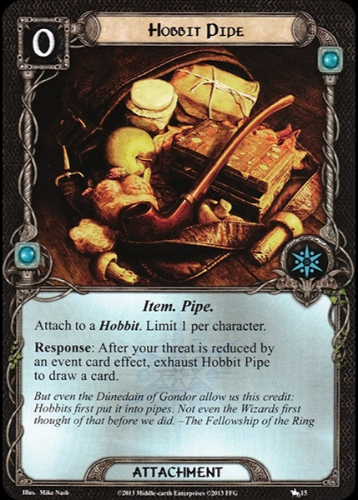 0
Hobbit Pipe
Item. Pipe.
Attach to a Hobbit. Limit 1 per character.
Response: After your threat is reduced by
an event card effect, exhaust Hobbit Pipe
to draw a card.
But even the Dúnedain of Gondor allow us this credit:
Hobbits first put it into pipes. Not even the Wizards first
thought of that before we did. –The Fellowship of the Ring
Illus. Mike Nash
ATTACHMENT
©2013 Middle-earth Enterprises ©2013 FFG
15